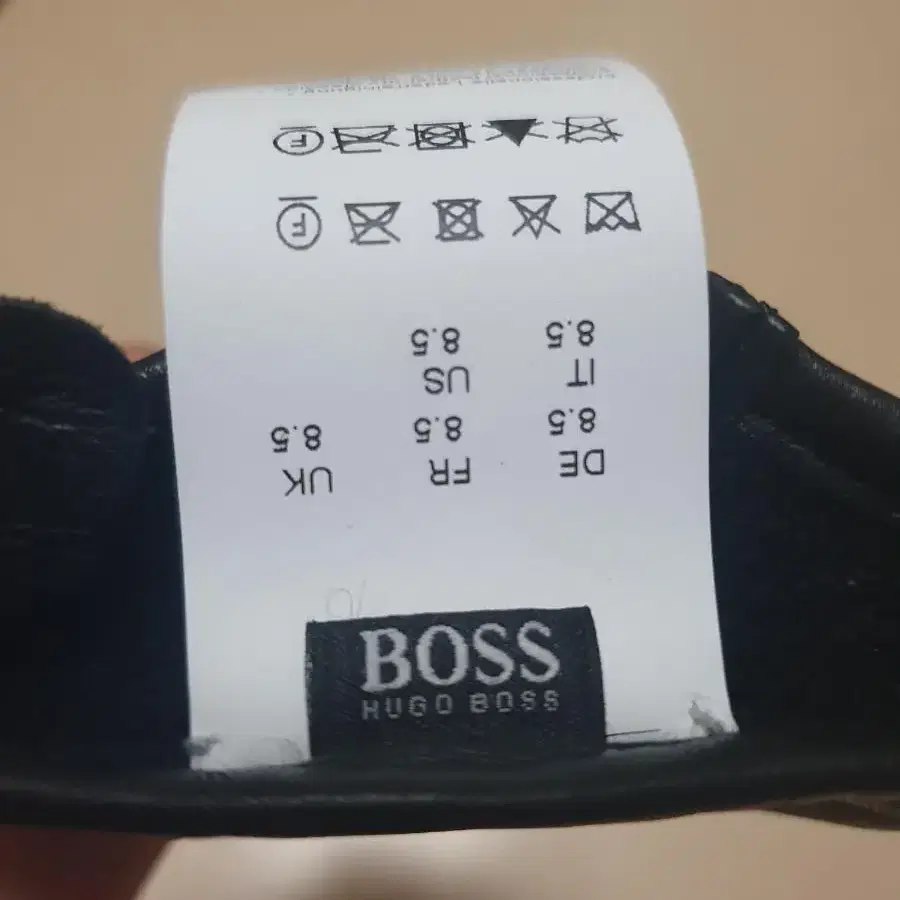 DE FR UK
8.5 8.5 8.5
IT US
8.5 8.5
F
F
BOSS
HUGO BOSS